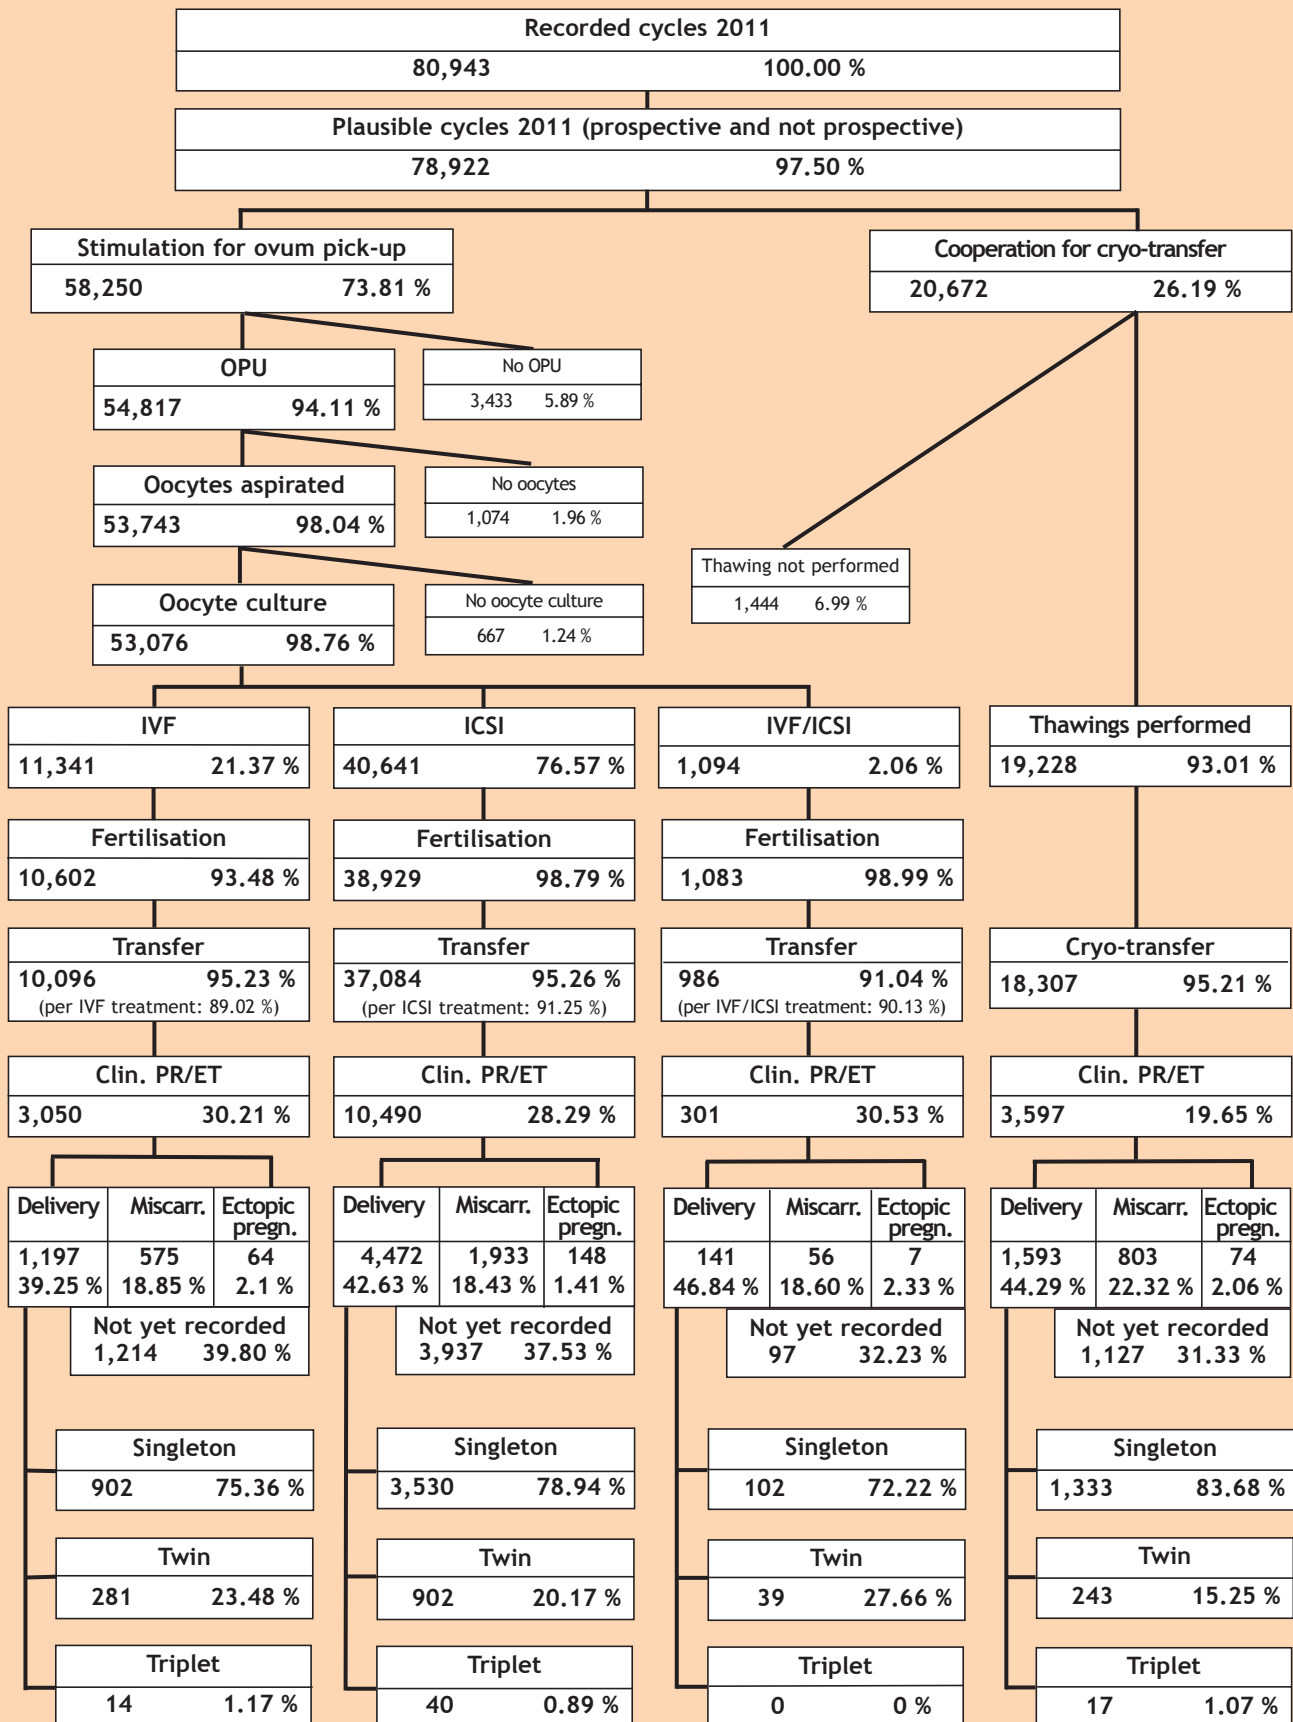 Recorded cycles 2011
80,943 100.00 %
Plausible cycles 2011 (prospective and not prospective)
78,922 97.50 %
Stimulation for ovum pick-up
58,250 73.81 %
Cooperation for cryo-transfer
20,672 26.19 %
OPU
54,817 94.11 %
No OPU
3,433 5.89 %
Oocytes aspirated
53,743 98.04 %
No oocytes
1,074 1.96 %
Thawing not performed
1,444 6.99 %
Oocyte culture
53,076 98.76 %
No oocyte culture
667 1.24 %
IVF
11,341 21.37 %
ICSI
40,641 76.57 %
IVF/ICSI
1,094 2.06 %
Thawings performed
19,228 93.01 %
Fertilisation
10,602 93.48 %
Fertilisation
38,929 98.79 %
Fertilisation
1,083 98.99 %
Transfer
10,096 95.23 %
(per IVF treatment: 89.02 %)
Transfer
37,084 95.26 %
(per ICSI treatment: 91.25 %)
Transfer
986 91.04 %
(per IVF/ICSI treatment: 90.13 %)
Cryo-transfer
18,307 95.21 %
Clin. PR/ET
3,050 30.21 %
Clin. PR/ET
10,490 28.29 %
Clin. PR/ET
301 30.53 %
Clin. PR/ET
3,597 19.65 %
Delivery Miscarr. Ectopic
pregn.
1,197 575 64
39.25 % 18.85 % 2.1 %
Not yet recorded
1,214 39.80 %
Delivery Miscarr. Ectopic
pregn.
4,472 1,933 148
42.63 % 18.43 % 1.41 %
Not yet recorded
3,937 37.53 %
Delivery Miscarr. Ectopic
pregn.
141 56 7
46.84 % 18.60 % 2.33 %
Not yet recorded
97 32.23 %
Delivery Miscarr. Ectopic
pregn.
1,593 803 74
44.29 % 22.32 % 2.06 %
Not yet recorded
1,127 31.33 %
Singleton
902 75.36 %
Singleton
3,530 78.94 %
Singleton
102 72.22 %
Singleton
1,333 83.68 %
Twin
281 23.48 %
Twin
902 20.17 %
Twin
39 27.66 %
Twin
243 15.25 %
Triplet
14 1.17 %
Triplet
40 0.89 %
Triplet
0 0 %
Triplet
17 1.07 %